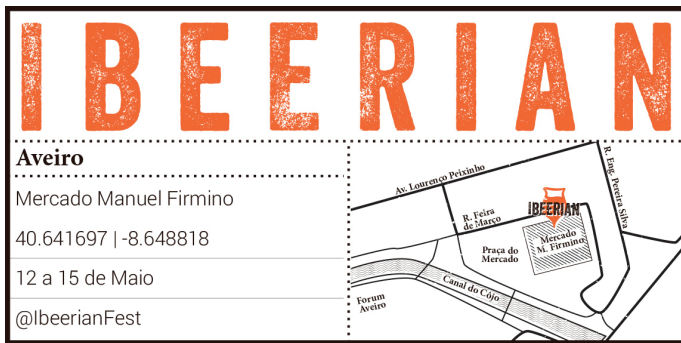 IBEERIAN
Aveiro
Mercado Manuel Firmino
40.641697 | -8.648818
12 a 15 de Maio
@IbeerianFest
Av. Lourenço Peixinho
R. Eng. Pereira Silva
IBEERIAN
R. Feira
de Março
Mercado
M. Firmino
Praça do
Mercado
Canal do Côjo
Forum
Aveiro